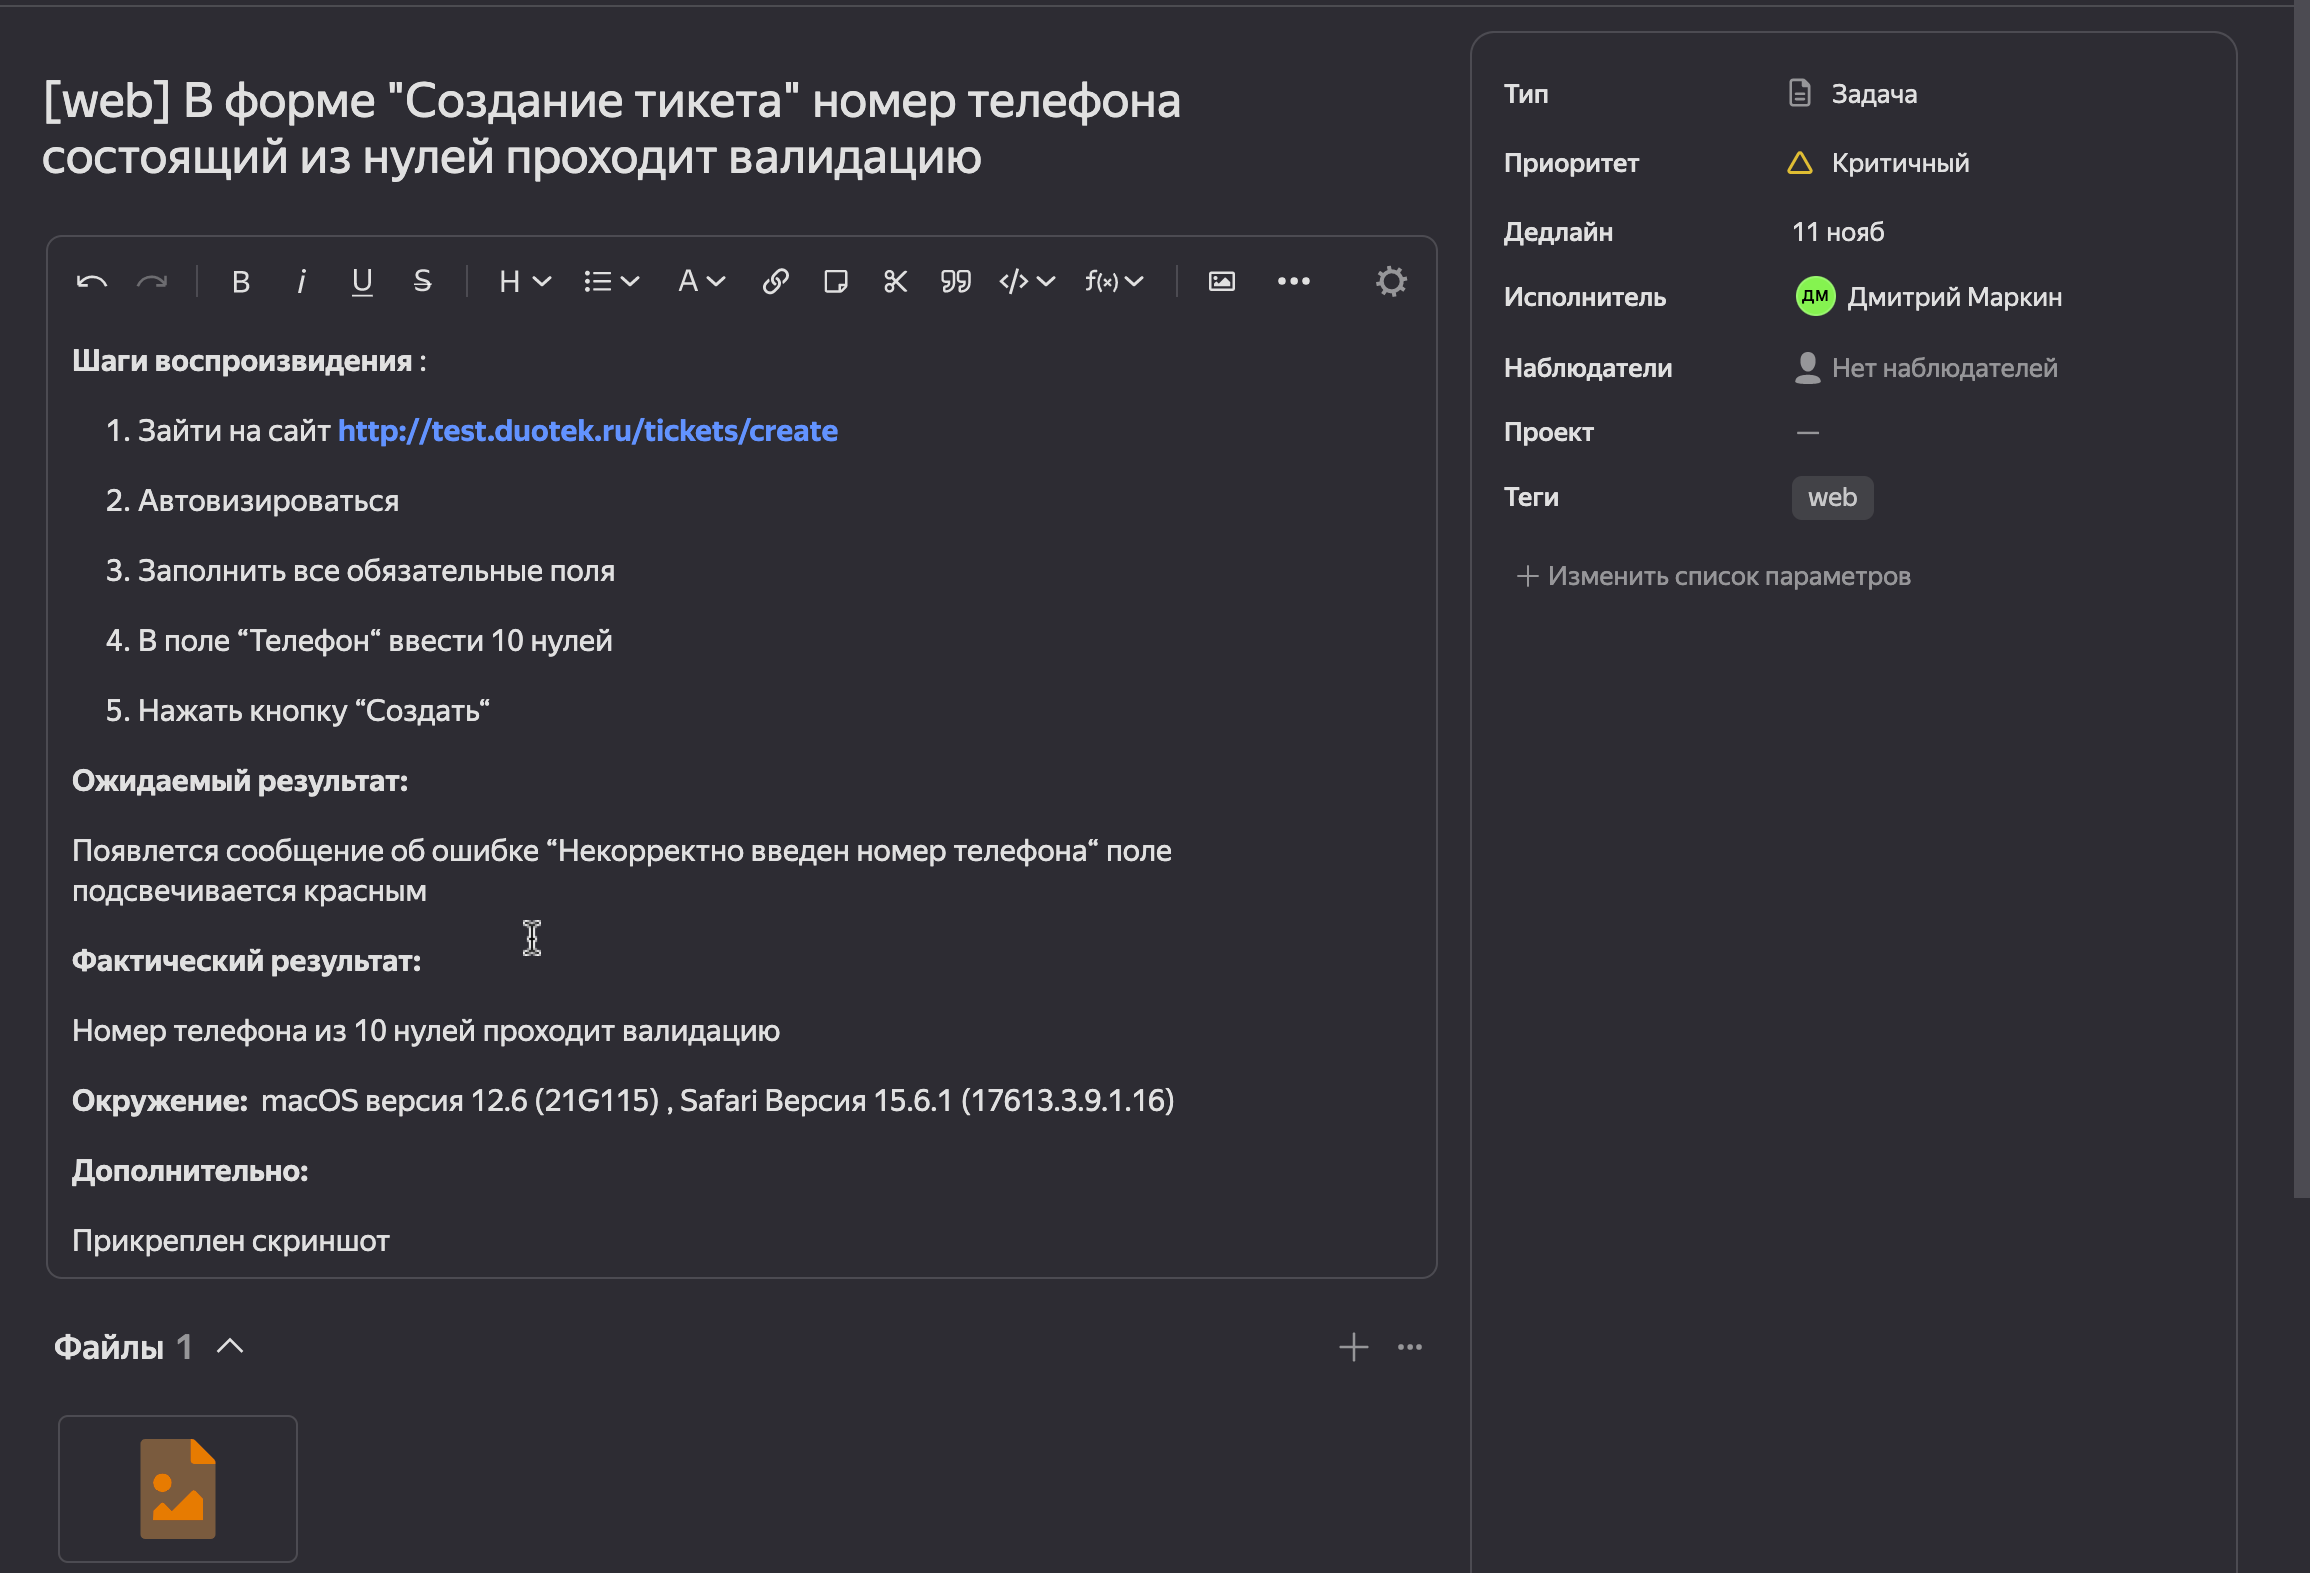 [web] В форме "Создание тикета" номер телефона
состоящий из нулей проходит валидацию
B i U S H A </> f(x)
Шаги воспроизвидения :
1. Зайти на сайт http://test.duotek.ru/tickets/create
2. Автовизироваться
3. Заполнить все обязательные поля
4. В поле “Телефон“ ввести 10 нулей
5. Нажать кнопку “Создать“
Ожидаемый результат:
Появлется сообщение об ошибке “Некорректно введен номер телефона“ поле
подсвечивается красным
Фактический результат:
Номер телефона из 10 нулей проходит валидацию
Окружение: macOS версия 12.6 (21G115) , Safari Версия 15.6.1 (17613.3.9.1.16)
Дополнительно:
Прикреплен скриншот
Файлы 1
Тип Задача
Приоритет Критичный
Дедлайн 11 нояб
Исполнитель ДМ Дмитрий Маркин
Наблюдатели Нет наблюдателей
Проект —
Теги web
+ Изменить список параметров